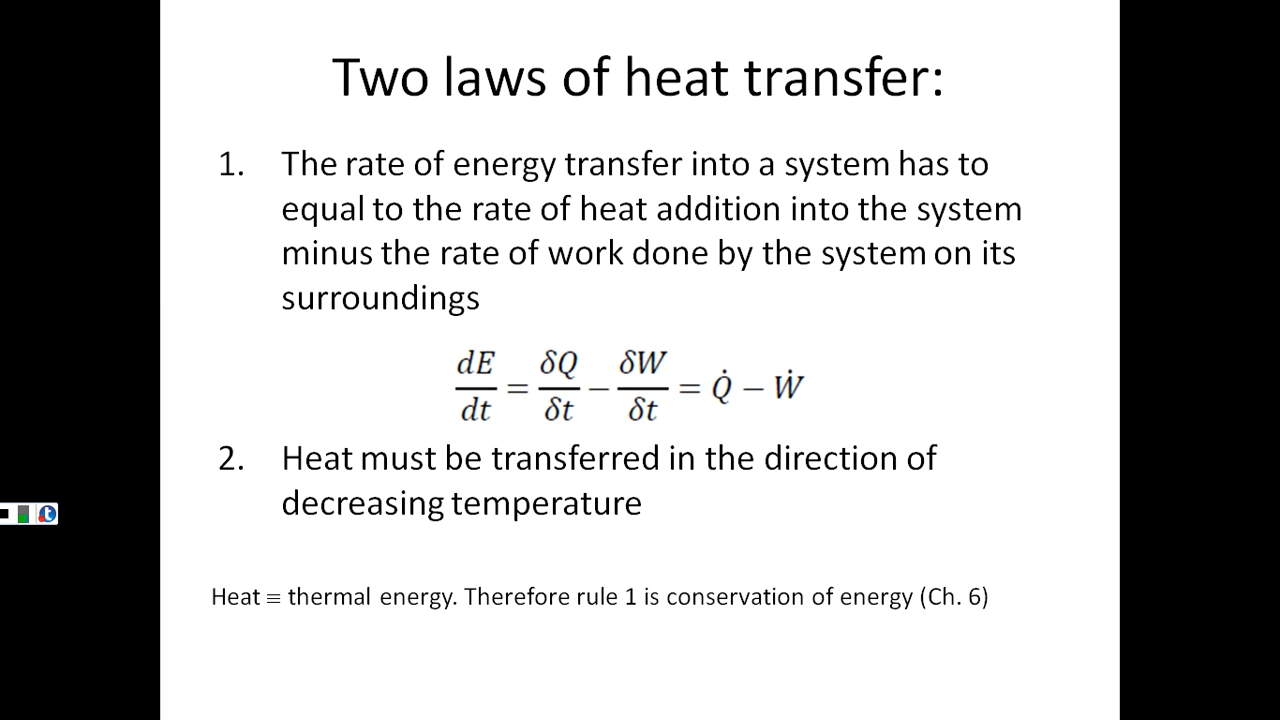 Two laws of heat transfer:
1. The rate of energy transfer into a system has to
equal to the rate of heat addition into the system
minus the rate of work done by the system on its
surroundings
dE/dt = δQ/δt − δW/δt = Q̇ − Ẇ
2. Heat must be transferred in the direction of
decreasing temperature
Heat ≡ thermal energy. Therefore rule 1 is conservation of energy (Ch. 6)
t